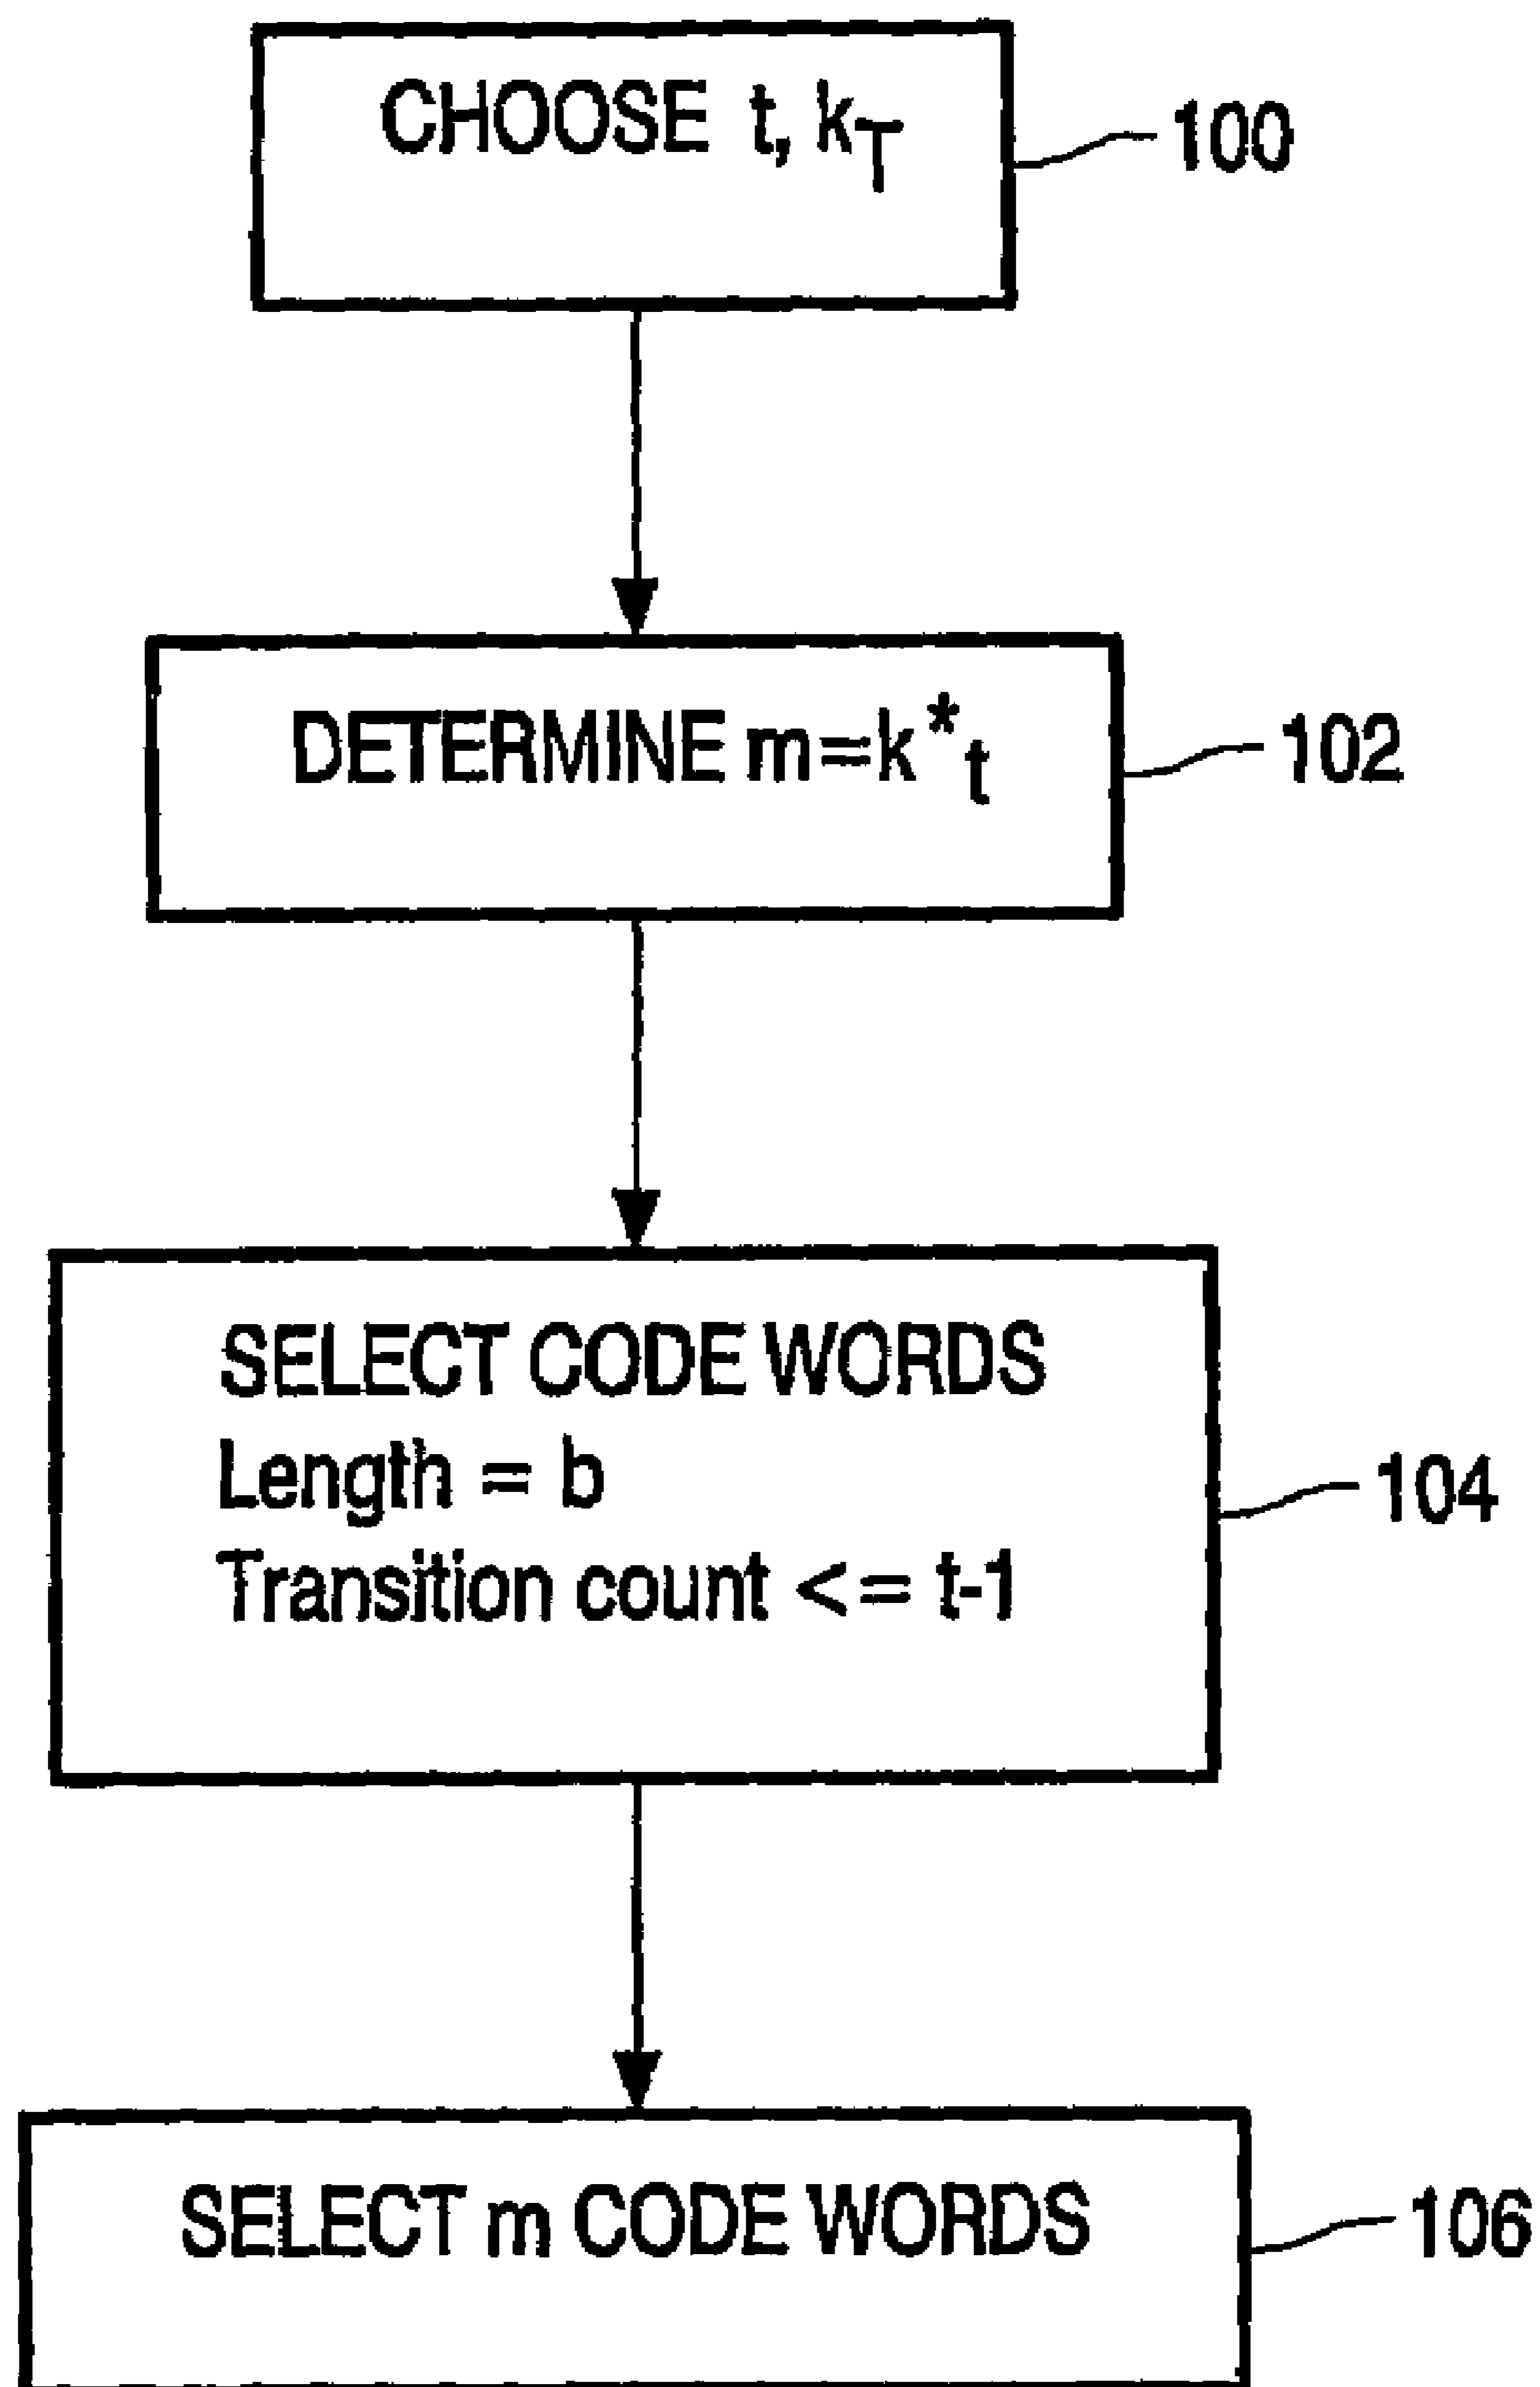 CHOOSE t, k_T
100
DETERMINE m=k*_t
102
SELECT CODE WORDS
Length = b
Transition count <= t-1
104
SELECT m CODE WORDS
106